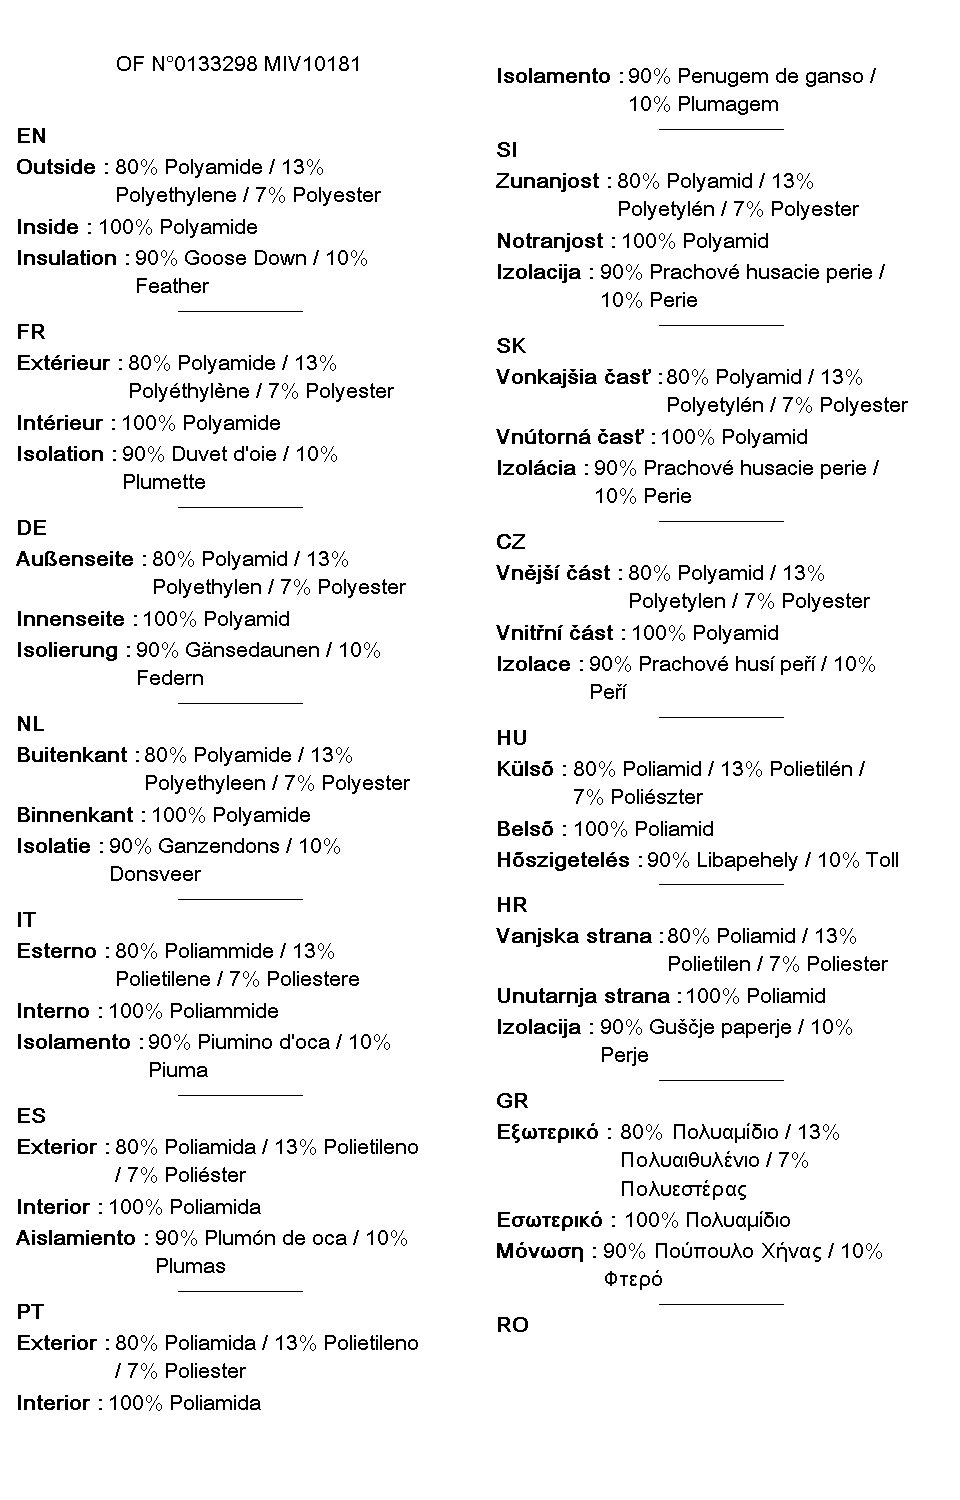 OF N°0133298 MIV10181
EN
Outside : 80% Polyamide / 13%
Polyethylene / 7% Polyester
Inside : 100% Polyamide
Insulation : 90% Goose Down / 10%
Feather
FR
Extérieur : 80% Polyamide / 13%
Polyéthylène / 7% Polyester
Intérieur : 100% Polyamide
Isolation : 90% Duvet d'oie / 10%
Plumette
DE
Außenseite : 80% Polyamid / 13%
Polyethylen / 7% Polyester
Innenseite : 100% Polyamid
Isolierung : 90% Gänsedaunen / 10%
Federn
NL
Buitenkant : 80% Polyamide / 13%
Polyethyleen / 7% Polyester
Binnenkant : 100% Polyamide
Isolatie : 90% Ganzendons / 10%
Donsveer
IT
Esterno : 80% Poliammide / 13%
Polietilene / 7% Poliestere
Interno : 100% Poliammide
Isolamento : 90% Piumino d'oca / 10%
Piuma
ES
Exterior : 80% Poliamida / 13% Polietileno
/ 7% Poliéster
Interior : 100% Poliamida
Aislamiento : 90% Plumón de oca / 10%
Plumas
PT
Exterior : 80% Poliamida / 13% Polietileno
/ 7% Poliester
Interior : 100% Poliamida
Isolamento : 90% Penugem de ganso /
10% Plumagem
SI
Zunanjost : 80% Polyamid / 13%
Polyetylén / 7% Polyester
Notranjost : 100% Polyamid
Izolacija : 90% Prachové husacie perie /
10% Perie
SK
Vonkajšia časť : 80% Polyamid / 13%
Polyetylén / 7% Polyester
Vnútorná časť : 100% Polyamid
Izolácia : 90% Prachové husacie perie /
10% Perie
CZ
Vnější část : 80% Polyamid / 13%
Polyetylen / 7% Polyester
Vnitřní část : 100% Polyamid
Izolace : 90% Prachové husí peří / 10%
Peří
HU
Külső : 80% Poliamid / 13% Polietilén /
7% Poliészter
Belső : 100% Poliamid
Hőszigetelés : 90% Libapehely / 10% Toll
HR
Vanjska strana : 80% Poliamid / 13%
Polietilen / 7% Poliester
Unutarnja strana : 100% Poliamid
Izolacija : 90% Guščje paperje / 10%
Perje
GR
Εξωτερικό : 80% Πολυαμίδιο / 13%
Πολυαιθυλένιο / 7%
Πολυεστέρας
Εσωτερικό : 100% Πολυαμίδιο
Μόνωση : 90% Πούπουλο Χήνας / 10%
Φτερό
RO